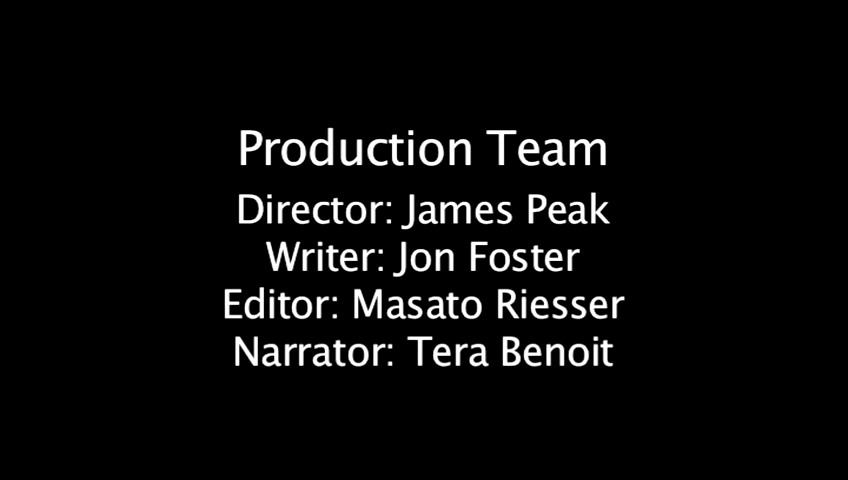 Production Team
Director: James Peak
Writer: Jon Foster
Editor: Masato Riesser
Narrator: Tera Benoit